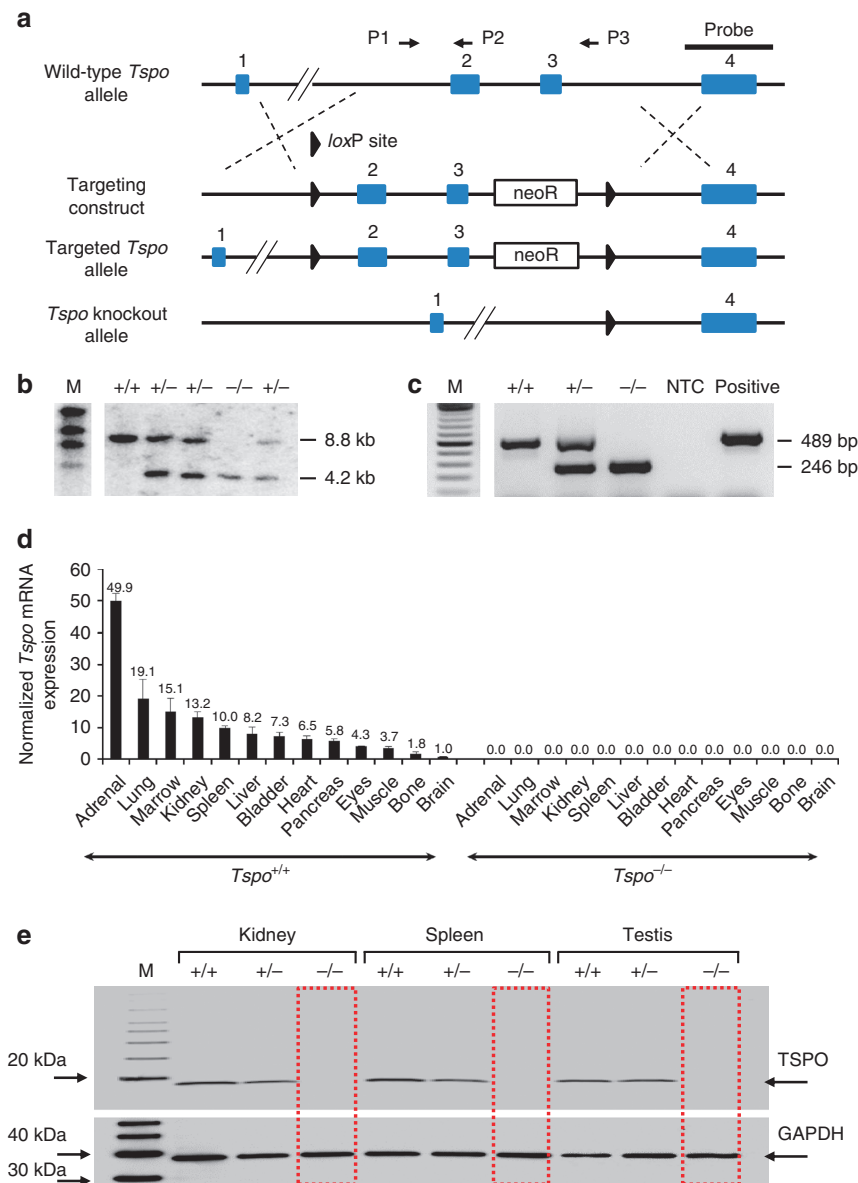 a
P1 P2 P3 Probe
1 2 3 4
Wild-type Tspo
allele
loxP site
2 3 4
Targeting
construct
neoR
1 2 3 4
Targeted Tspo
allele
neoR
1 4
Tspo knockout
allele
b
M +/+ +/– +/– –/– +/–
8.8 kb
4.2 kb
c
M +/+ +/– –/– NTC Positive
489 bp
246 bp
d
Normalized Tspo mRNA
expression
60
50
40
30
20
10
0
49.9 19.1 15.1 13.2 10.0 8.2 7.3 6.5 5.8 4.3 3.7 1.8 1.0 0.0 0.0 0.0 0.0 0.0 0.0 0.0 0.0 0.0 0.0 0.0 0.0 0.0
Adrenal Lung Marrow Kidney Spleen Liver Bladder Heart Pancreas Eyes Muscle Bone Brain Adrenal Lung Marrow Kidney Spleen Liver Bladder Heart Pancreas Eyes Muscle Bone Brain
Tspo+/+ Tspo–/–
e
Kidney Spleen Testis
M +/+ +/– –/– +/+ +/– –/– +/+ +/– –/–
20 kDa TSPO
40 kDa GAPDH
30 kDa